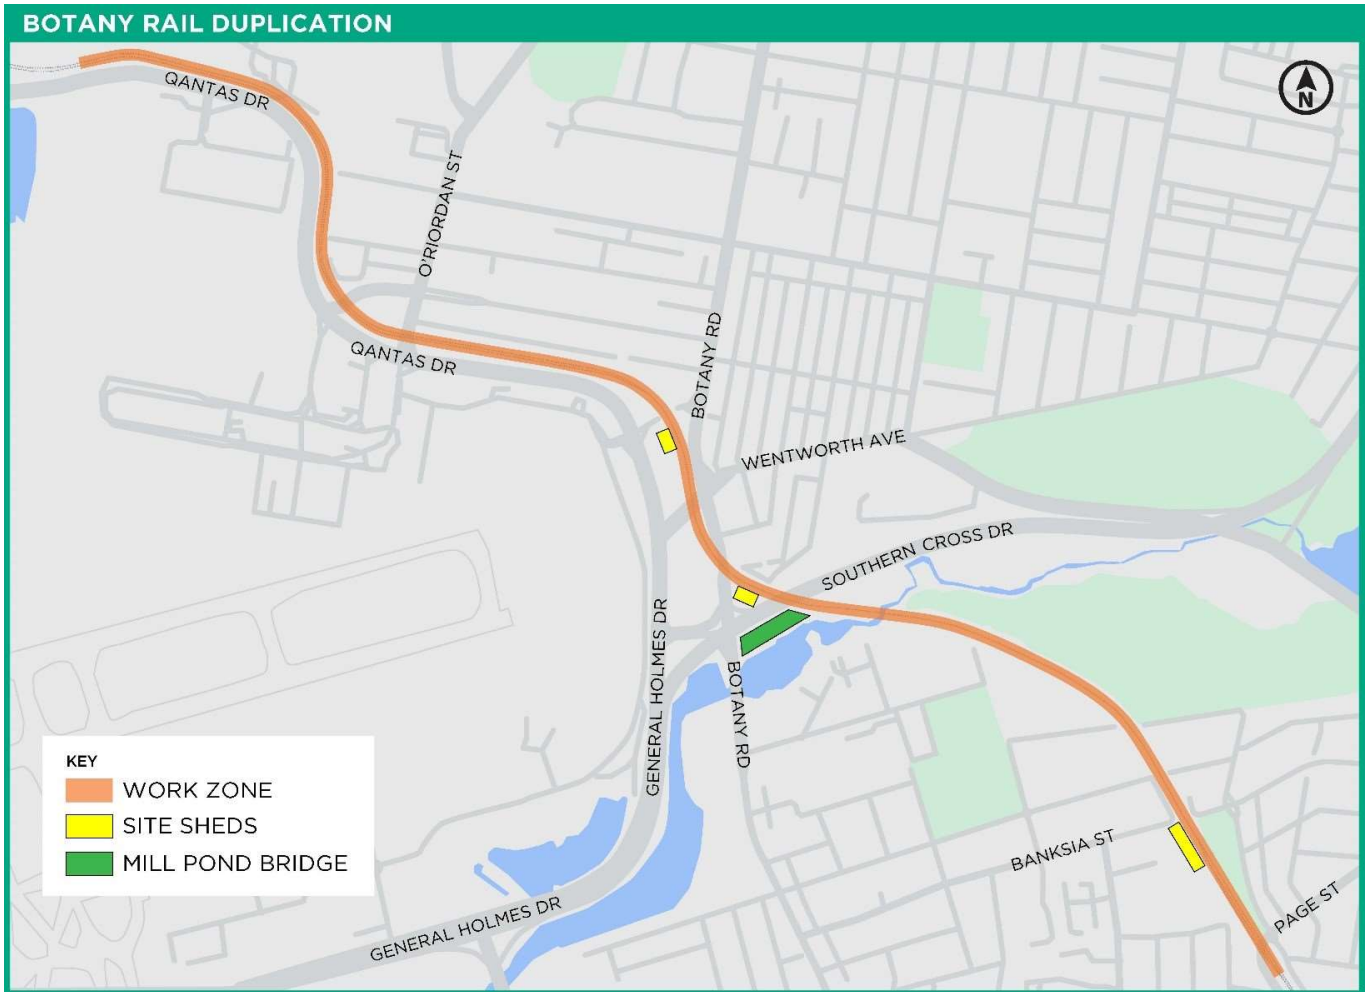 BOTANY RAIL DUPLICATION
N
QANTAS DR
O'RIORDAN ST
BOTANY RD
QANTAS DR
WENTWORTH AVE
SOUTHERN CROSS DR
GENERAL HOLMES DR
BOTANY RD
BANKSIA ST
PAGE ST
GENERAL HOLMES DR
KEY
WORK ZONE
SITE SHEDS
MILL POND BRIDGE